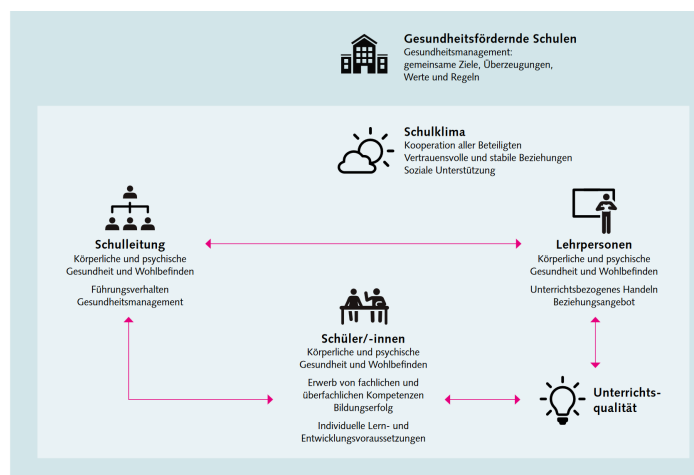 Gesundheitsfördernde Schulen
Gesundheitsmanagement:
gemeinsame Ziele, Überzeugungen,
Werte und Regeln
Schulklima
Kooperation aller Beteiligten
Vertrauensvolle und stabile Beziehungen
Soziale Unterstützung
Schulleitung
Körperliche und psychische
Gesundheit und Wohlbefinden
Führungsverhalten
Gesundheitsmanagement
Lehrpersonen
Körperliche und psychische
Gesundheit und Wohlbefinden
Unterrichtsbezogenes Handeln
Beziehungsangebot
Schüler/-innen
Körperliche und psychische
Gesundheit und Wohlbefinden
Erwerb von fachlichen und
überfachlichen Kompetenzen
Bildungserfolg
Individuelle Lern- und
Entwicklungsvoraussetzungen
Unterrichts-
qualität